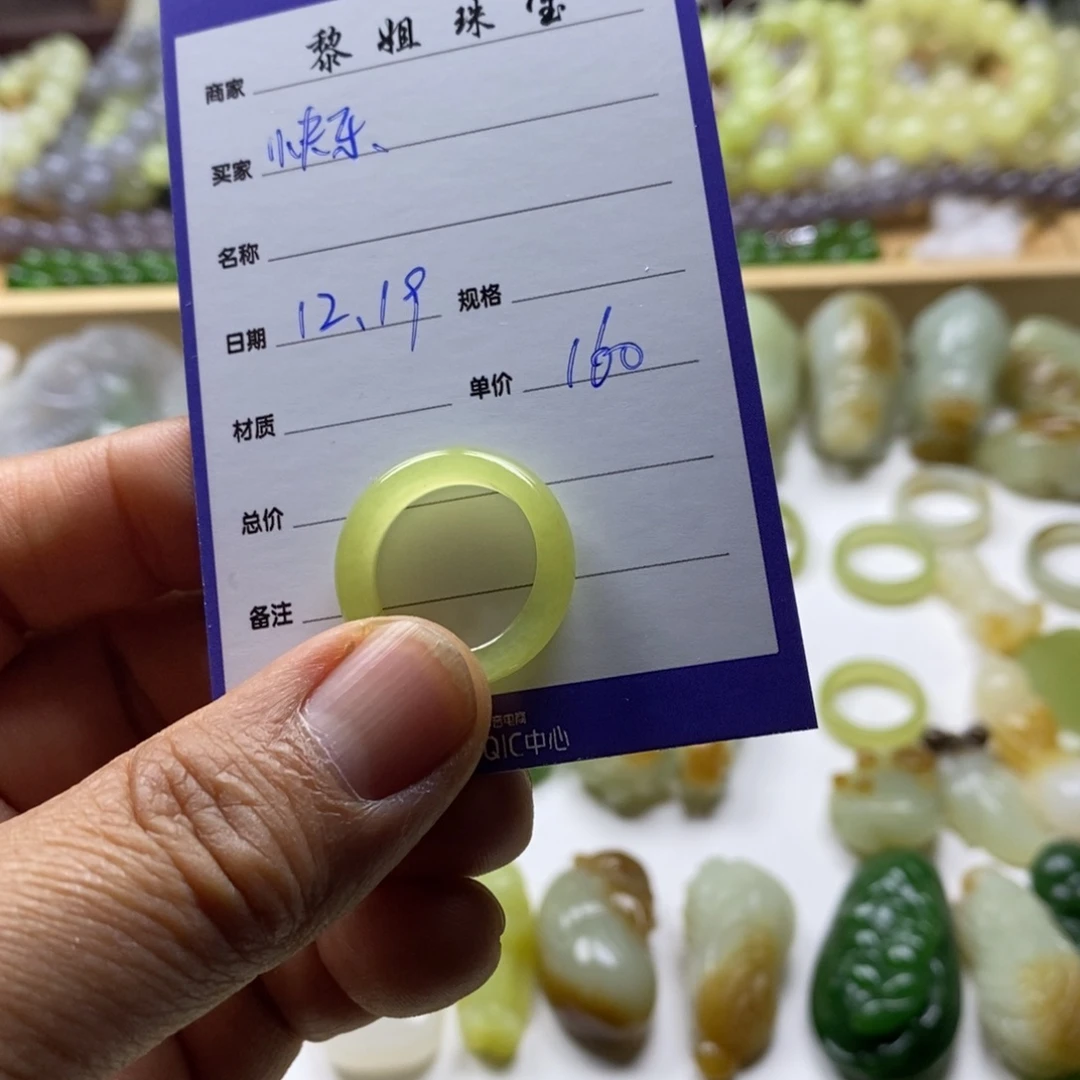 商家 黎姐珠宝
买家 快乐、
名称
日期 12、19 规格
材质 单价 160
总价
备注
QIC中心